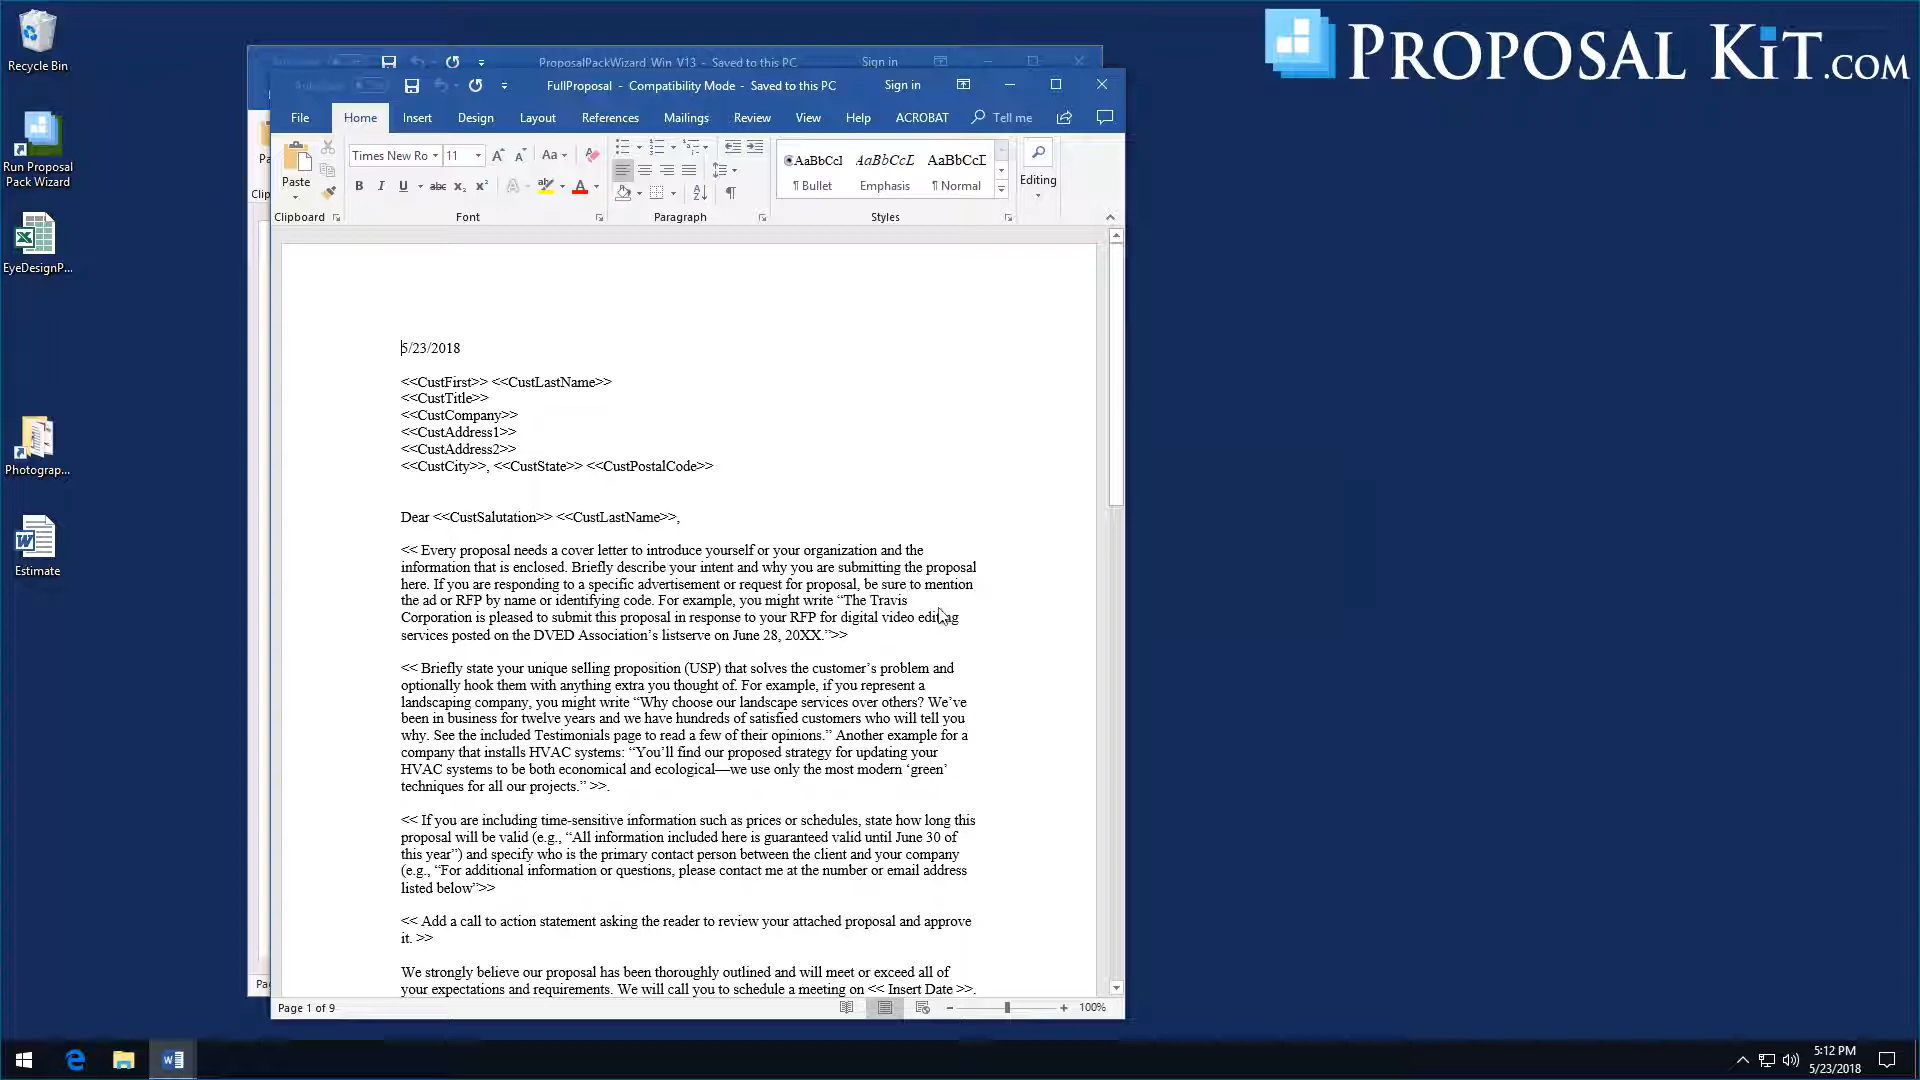 Recycle Bin
Run Proposal
Pack Wizard
EyeDesignP...
Photograp...
Estimate
PROPOSAL KIT.COM
ProposalPackWizard_Win_V13 - Saved to this PC
Sign in
FullProposal - Compatibility Mode - Saved to this PC
Sign in
File Home Insert Design Layout References Mailings Review View Help ACROBAT Tell me
Paste
Times New Ro 11
Aa
B I U abc x₂ x² A
AaBbCcI AaBbCcL AaBbCcI
¶ Bullet Emphasis ¶ Normal
Editing
Clipboard Font Paragraph Styles
5/23/2018
<<CustFirst>> <<CustLastName>>
<<CustTitle>>
<<CustCompany>>
<<CustAddress1>>
<<CustAddress2>>
<<CustCity>>, <<CustState>> <<CustPostalCode>>
Dear <<CustSalutation>> <<CustLastName>>,
<< Every proposal needs a cover letter to introduce yourself or your organization and the
information that is enclosed. Briefly describe your intent and why you are submitting the proposal
here. If you are responding to a specific advertisement or request for proposal, be sure to mention
the ad or RFP by name or identifying code. For example, you might write “The Travis
Corporation is pleased to submit this proposal in response to your RFP for digital video editing
services posted on the DVED Association’s listserve on June 28, 20XX.”>>
<< Briefly state your unique selling proposition (USP) that solves the customer’s problem and
optionally hook them with anything extra you thought of. For example, if you represent a
landscaping company, you might write “Why choose our landscape services over others? We’ve
been in business for twelve years and we have hundreds of satisfied customers who will tell you
why. See the included Testimonials page to read a few of their opinions.” Another example for a
company that installs HVAC systems: “You’ll find our proposed strategy for updating your
HVAC systems to be both economical and ecological—we use only the most modern ‘green’
techniques for all our projects.” >>.
<< If you are including time-sensitive information such as prices or schedules, state how long this
proposal will be valid (e.g., “All information included here is guaranteed valid until June 30 of
this year”) and specify who is the primary contact person between the client and your company
(e.g., “For additional information or questions, please contact me at the number or email address
listed below”>>
<< Add a call to action statement asking the reader to review your attached proposal and approve
it. >>
We strongly believe our proposal has been thoroughly outlined and will meet or exceed all of
your expectations and requirements. We will call you to schedule a meeting on << Insert Date >>.
Page 1 of 9
100%
5:12 PM
5/23/2018